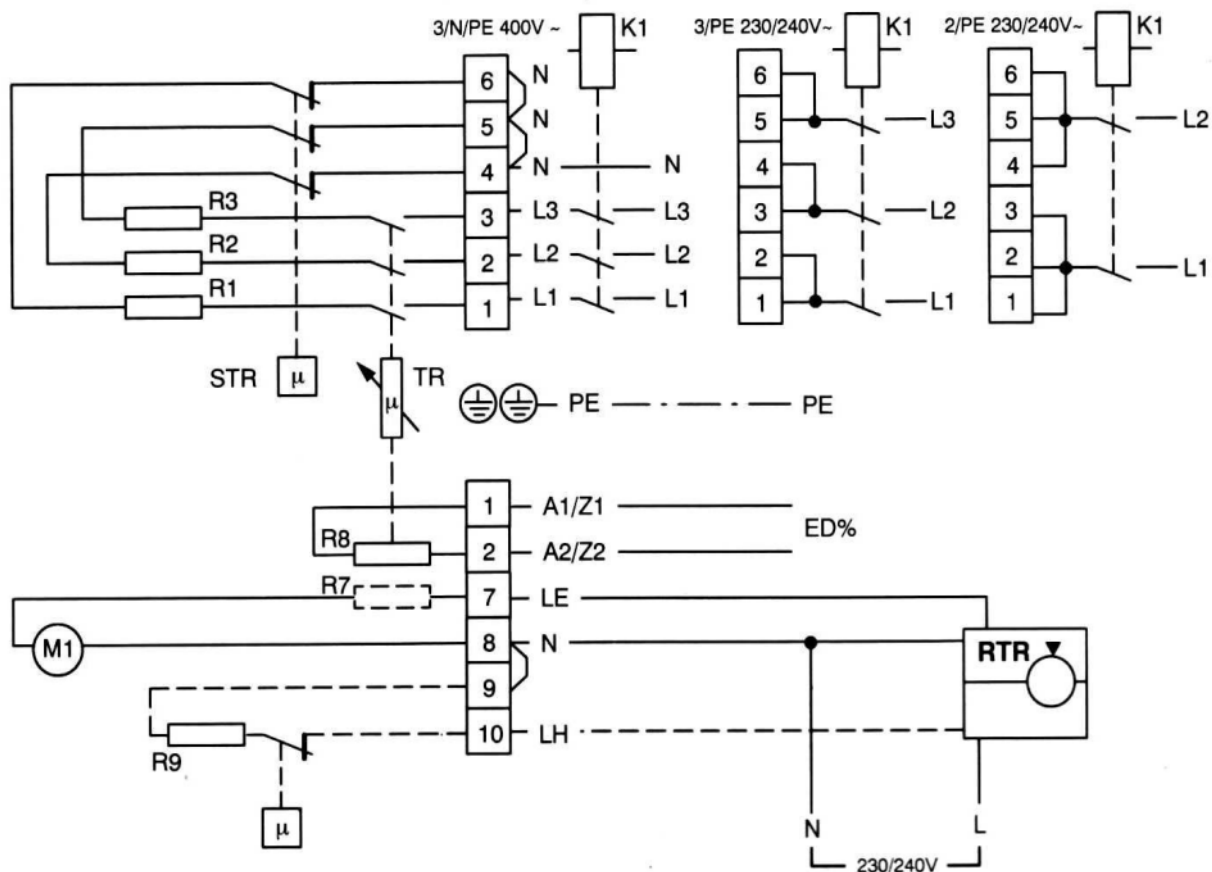 3/N/PE 400V ~ K1 3/PE 230/240V~ K1 2/PE 230/240V~ K1
6 N 6 6
5 N 5 L3 5 L2
4 N N 4 4
R3 3 L3 L3 3 L2 3
R2 2 L2 L2 2 2 L1
R1 1 L1 L1 1 L1 1
STR μ μ TR PE PE
1 A1/Z1
ED%
R8 2 A2/Z2
R7 7 LE
M1 8 N RTR
9
R9 10 LH
μ
N L
230/240V